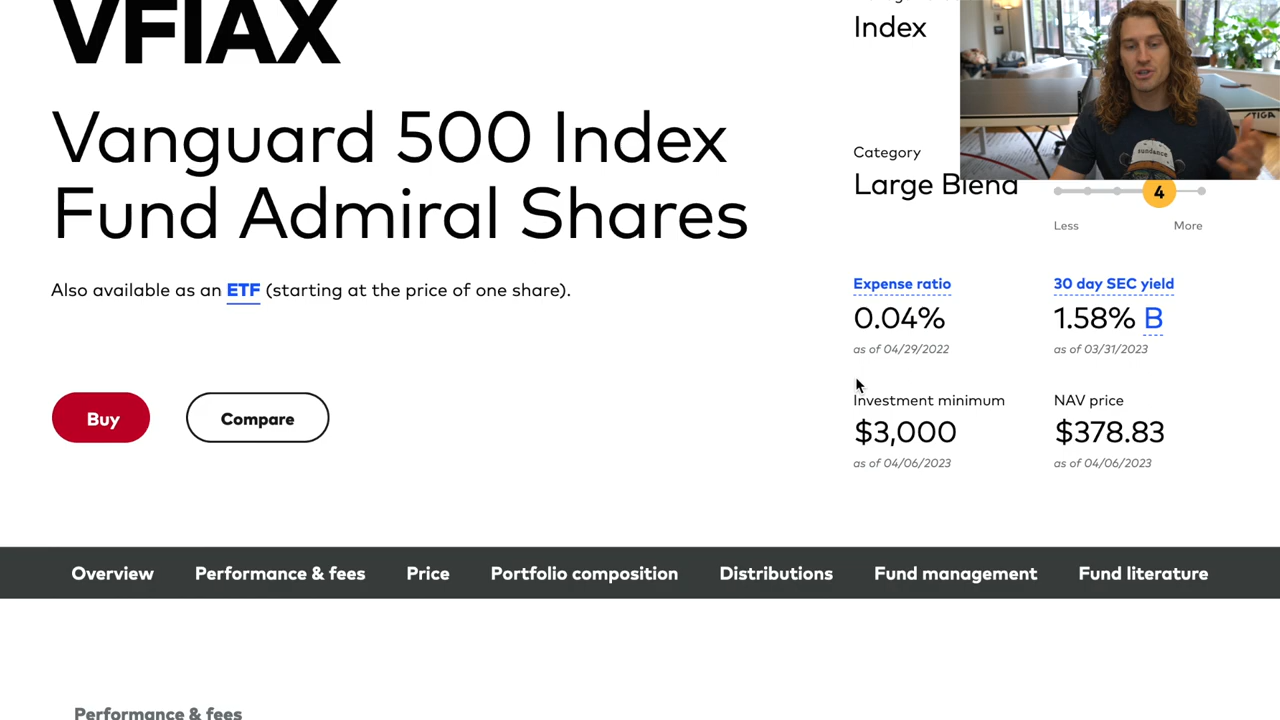 VFIAX
Vanguard 500 Index
Fund Admiral Shares
Also available as an ETF (starting at the price of one share).
Buy
Compare
Index
Category
Large Blend
4
Less
More
Expense ratio
0.04%
as of 04/29/2022
30 day SEC yield
1.58% B
as of 03/31/2023
Investment minimum
$3,000
as of 04/06/2023
NAV price
$378.83
as of 04/06/2023
STIGA
sundance
Overview
Performance & fees
Price
Portfolio composition
Distributions
Fund management
Fund literature
Performance & fees